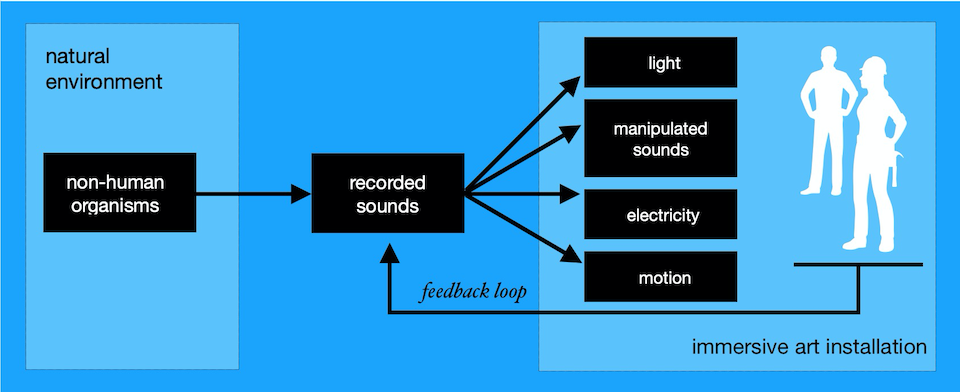 natural
environment
non-human
organisms
recorded
sounds
light
manipulated
sounds
electricity
motion
feedback loop
immersive art installation